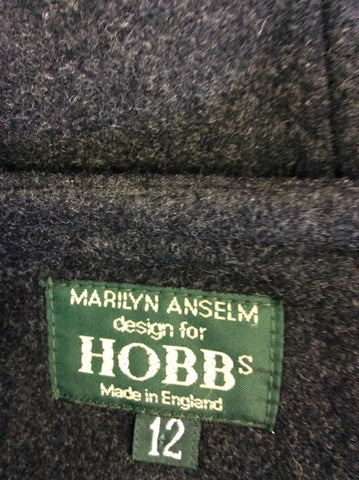 MARILYN ANSELM
design for
HOBBs
Made in England
12